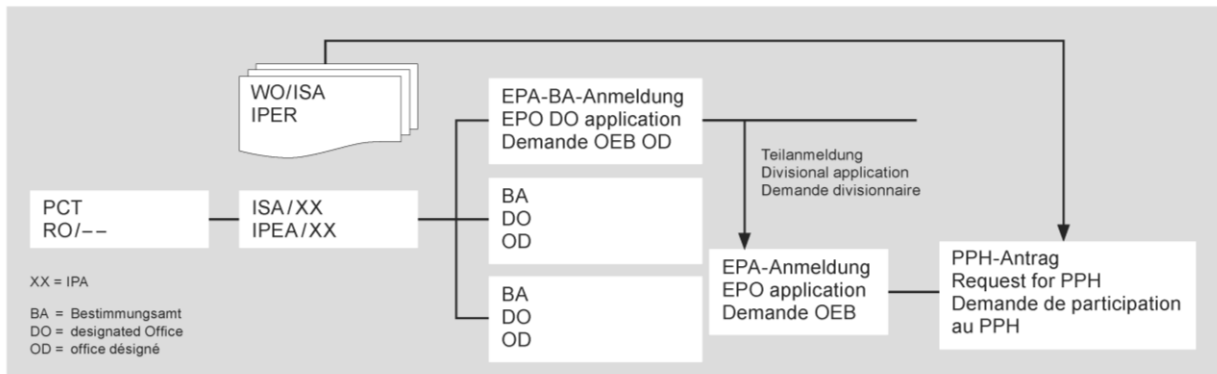 WO/ISA
IPER
EPA-BA-Anmeldung
EPO DO application
Demande OEB OD
Teilanmeldung
Divisional application
Demande divisionnaire
PCT
RO/––
ISA/XX
IPEA/XX
BA
DO
OD
EPA-Anmeldung
EPO application
Demande OEB
PPH-Antrag
Request for PPH
Demande de participation
au PPH
BA
DO
OD
XX = IPA
BA = Bestimmungsamt
DO = designated Office
OD = office désigné